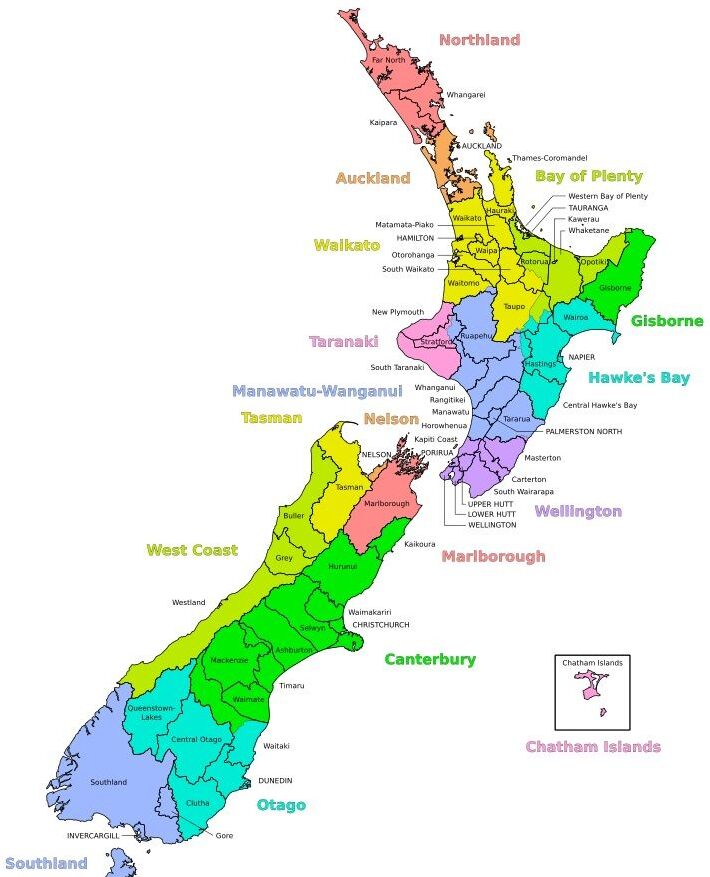 Northland
Far North
Whangarei
Kaipara
AUCKLAND
Thames-Coromandel
Auckland
Bay of Plenty
Western Bay of Plenty
TAURANGA
Hauraki
Waikato
Kawerau
Matamata-Piako
Whaketane
HAMILTON
Waikato
Waipa
Otorohanga
Rotorua
Opotiki
South Waikato
Waitomo
Gisborne
Taupo
New Plymouth
Wairoa
Gisborne
Ruapehu
Taranaki
Stratford
NAPIER
Hastings
South Taranaki
Hawke's Bay
Whanganui
Manawatu-Wanganui
Rangitikei
Central Hawke's Bay
Manawatu
Tasman
Nelson
Tararua
Horowhenua
PALMERSTON NORTH
Kapiti Coast
NELSON
PORIRUA
Masterton
Carterton
Tasman
South Wairarapa
Marlborough
UPPER HUTT
Wellington
LOWER HUTT
Buller
WELLINGTON
Kaikoura
West Coast
Marlborough
Grey
Hurunui
Westland
Waimakariri
CHRISTCHURCH
Selwyn
Ashburton
Mackenzie
Canterbury
Chatham Islands
Timaru
Waimate
Queenstown-
Lakes
Central Otago
Waitaki
Chatham Islands
Southland
DUNEDIN
Clutha
Otago
INVERCARGILL
Gore
Southland